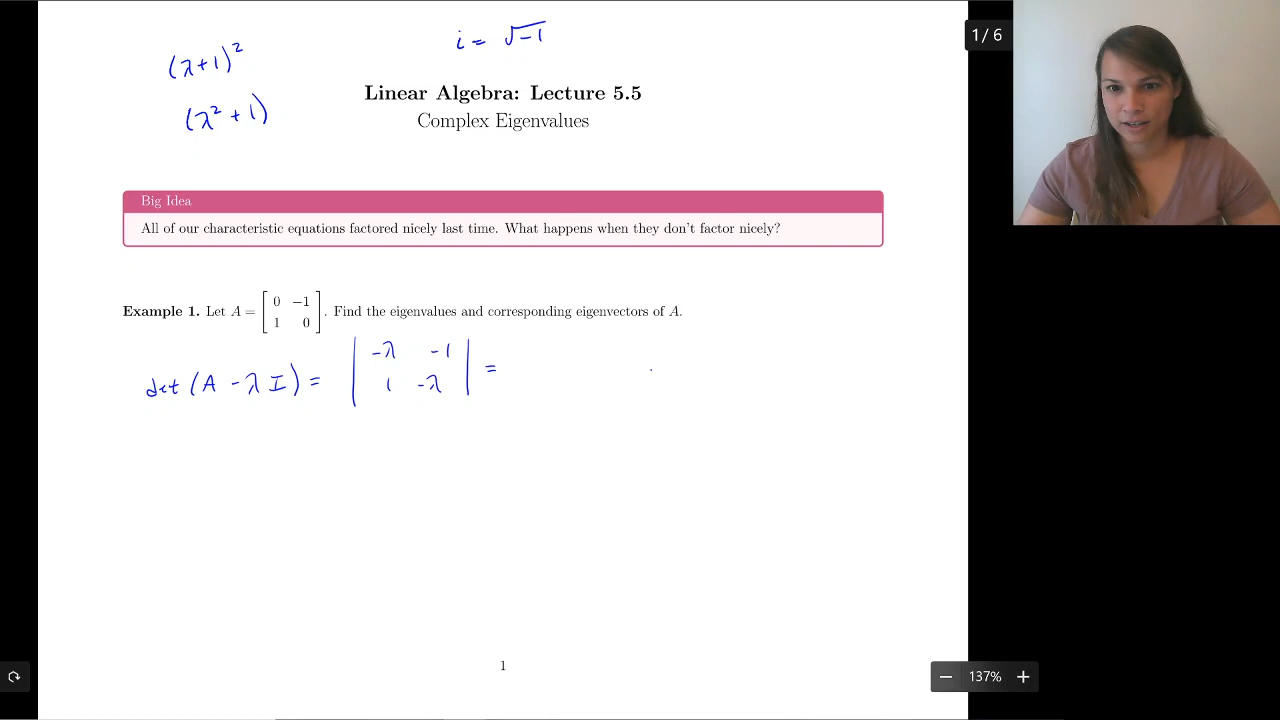 i = √-1
(λ+1)²
(λ² + 1)
1 / 6
Linear Algebra: Lecture 5.5
Complex Eigenvalues
Big Idea
All of our characteristic equations factored nicely last time. What happens when they don't factor nicely?
Example 1. Let A = [ 0 −1 ; 1 0 ]. Find the eigenvalues and corresponding eigenvectors of A.
det (A - λ I) = | -λ -1 ; 1 -λ | =
1
137%